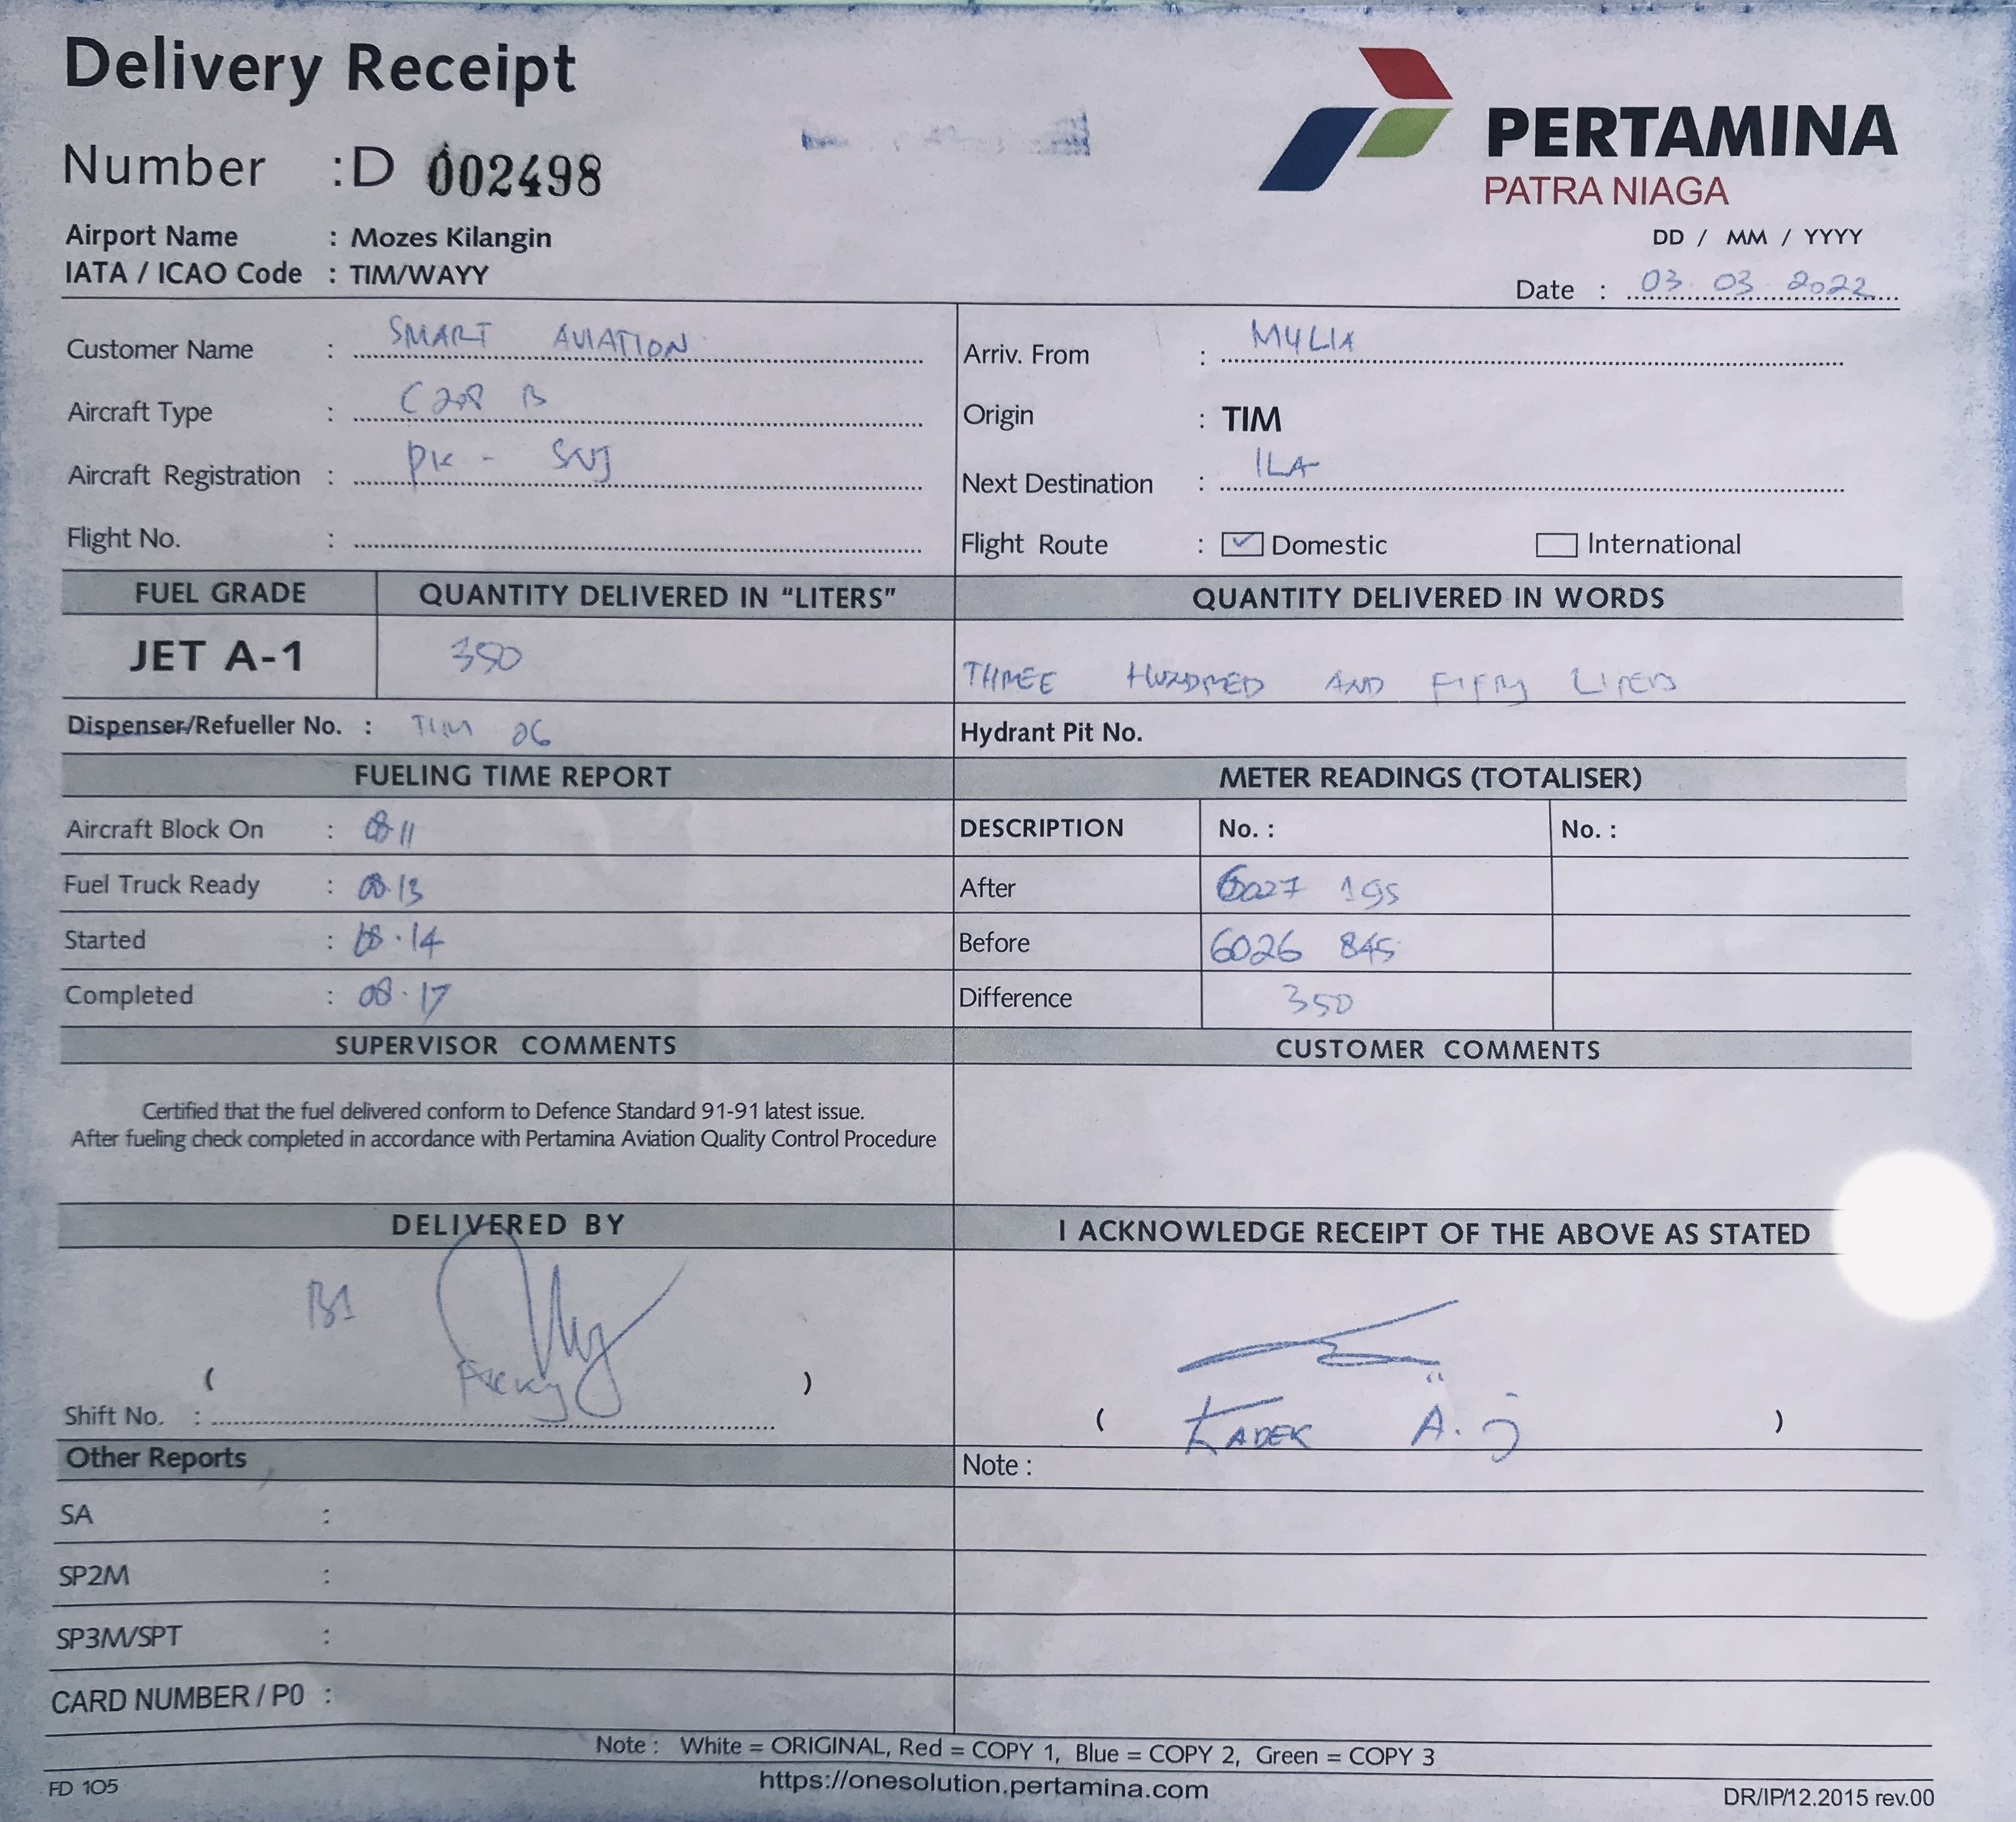 Delivery Receipt
Number : D 002498
PERTAMINA
PATRA NIAGA
Airport Name : Mozes Kilangin
IATA / ICAO Code : TIM/WAYY
DD / MM / YYYY
Date : 03 03 2022
Customer Name : SMART AVIATION
Arriv. From : MYLIA
Aircraft Type : C208 B
Origin : TIM
Aircraft Registration : PK - SNJ
Next Destination : ILA
Flight No. :
Flight Route : Domestic International
FUEL GRADE QUANTITY DELIVERED IN "LITERS" QUANTITY DELIVERED IN WORDS
JET A-1 350 THREE HUNDRED AND FIFTY LITERS
Dispenser/Refueller No. : TIM 06
Hydrant Pit No.
FUELING TIME REPORT METER READINGS (TOTALISER)
Aircraft Block On : 08 11
DESCRIPTION No. : No. :
Fuel Truck Ready : 08.13
After 6027 195
Started : 08.14
Before 6026 845
Completed : 08.17
Difference 350
SUPERVISOR COMMENTS CUSTOMER COMMENTS
Certified that the fuel delivered conform to Defence Standard 91-91 latest issue.
After fueling check completed in accordance with Pertamina Aviation Quality Control Procedure
DELIVERED BY I ACKNOWLEDGE RECEIPT OF THE ABOVE AS STATED
B1
( )
Shift No. :
( KADEK A. J )
Other Reports
Note :
SA :
SP2M :
SP3M/SPT :
CARD NUMBER / P0 :
Note : White = ORIGINAL, Red = COPY 1, Blue = COPY 2, Green = COPY 3
FD 105 https://onesolution.pertamina.com DR/IP/12.2015 rev.00